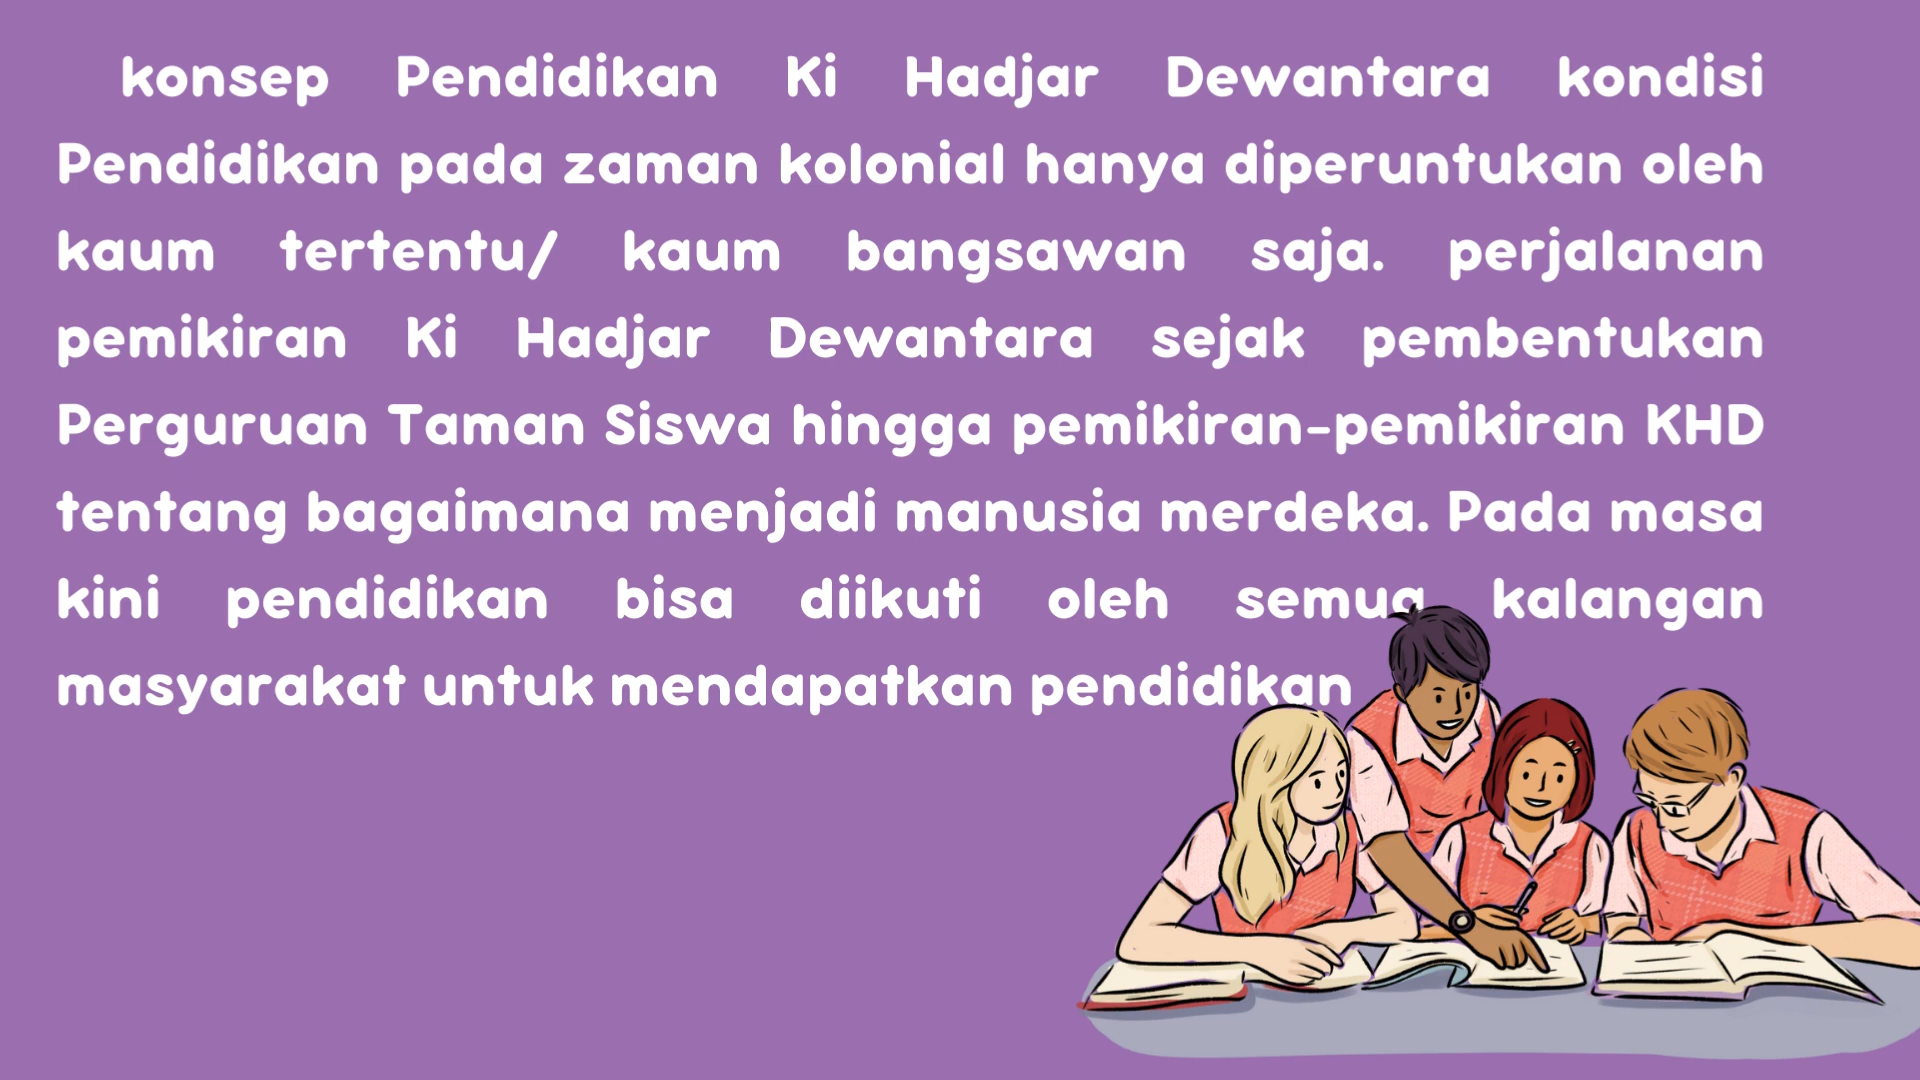 konsep Pendidikan Ki Hadjar Dewantara kondisi
Pendidikan pada zaman kolonial hanya diperuntukan oleh
kaum tertentu/ kaum bangsawan saja. perjalanan
pemikiran Ki Hadjar Dewantara sejak pembentukan
Perguruan Taman Siswa hingga pemikiran-pemikiran KHD
tentang bagaimana menjadi manusia merdeka. Pada masa
kini pendidikan bisa diikuti oleh semua kalangan
masyarakat untuk mendapatkan pendidikan